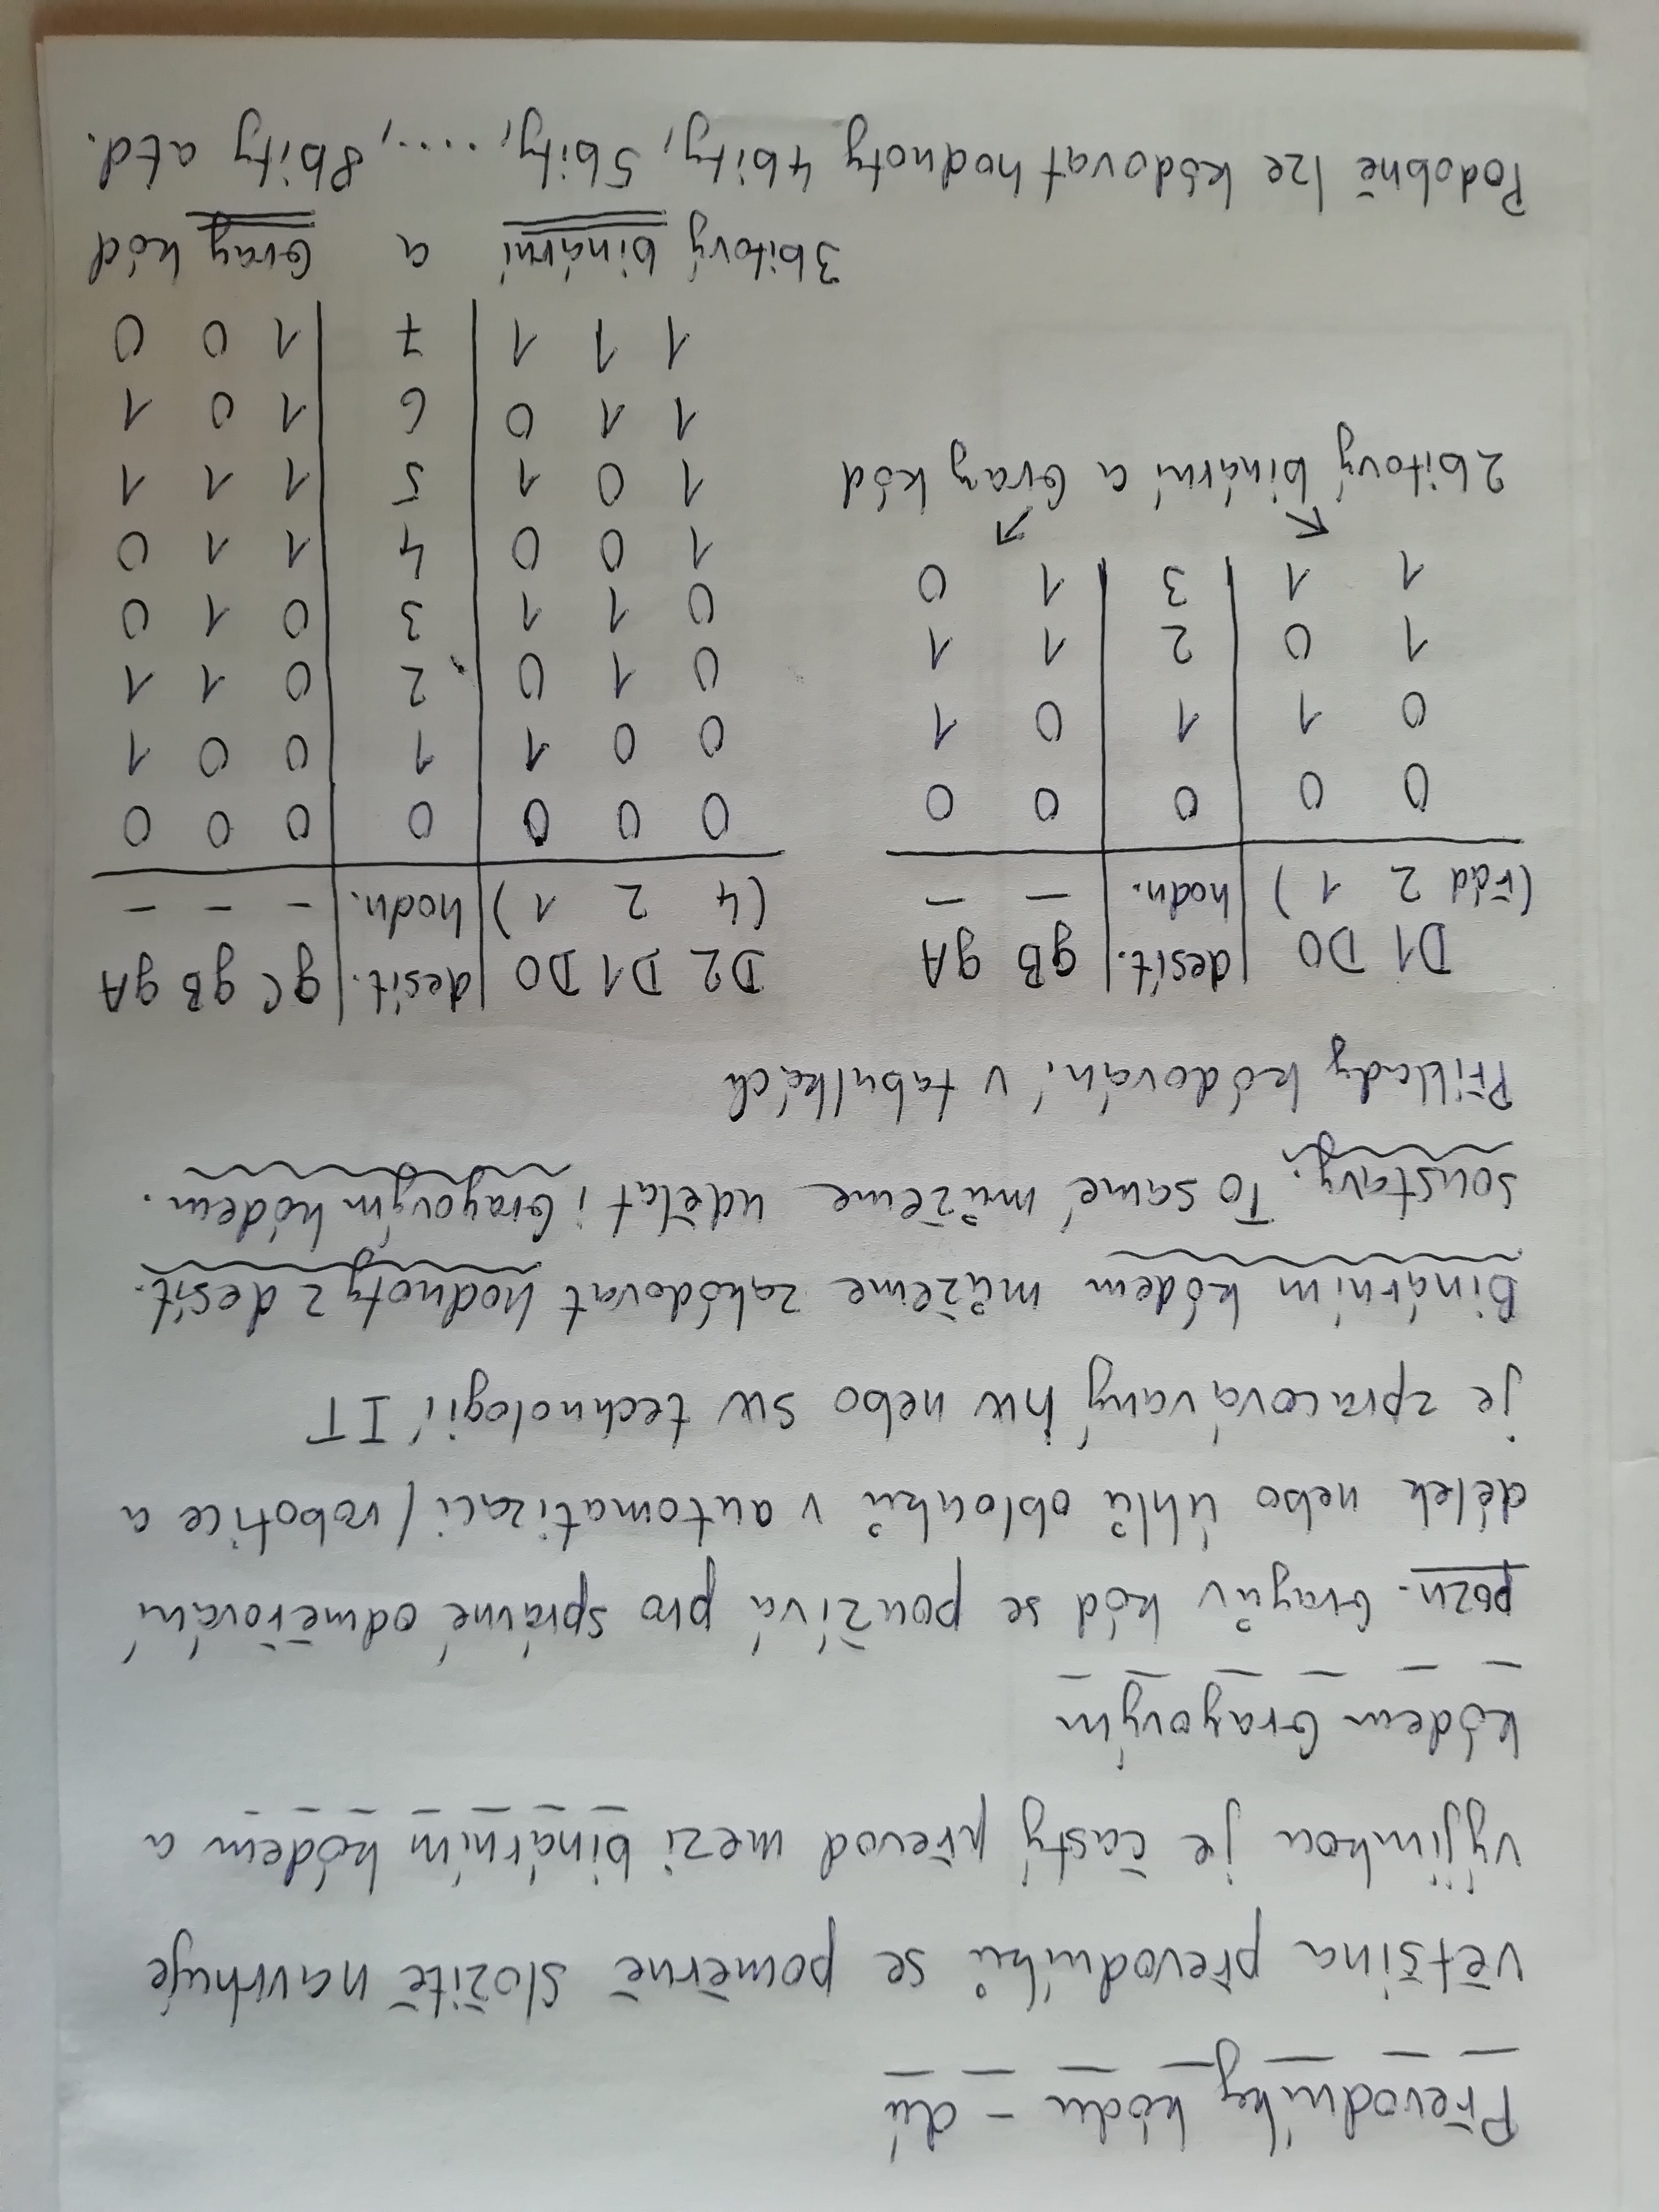 Převodníky kódu - dú
většina převodníků se poměrně složitě navrhuje
výjimkou je častý převod mezi binárním kódem a
kódem Grayovým
pozn. Grayův kód se používá pro správné odměřování
délek nebo úhlů oblouků v automatizaci/robotice a
je zpracovávaný hw nebo sw technologií IT
Binárním kódem můžeme zakódovat hodnoty z desít.
soustavy. To samé můžeme udělat i Grayovým kódem.
Příklady kódování v tabulkách
D1 D0 | desít. | gB gA
(řád 2 1) | hodn. | — —
0 0 | 0 | 0 0
0 1 | 1 | 0 1
1 0 | 2 | 1 1
1 1 | 3 | 1 0
2bitový binární a Gray kód
D2 D1 D0 | desít. | gC gB gA
(4 2 1) | hodn. | - - -
0 0 0 | 0 | 0 0 0
0 0 1 | 1 | 0 0 1
0 1 0 | 2 | 0 1 1
0 1 1 | 3 | 0 1 0
1 0 0 | 4 | 1 1 0
1 0 1 | 5 | 1 1 1
1 1 0 | 6 | 1 0 1
1 1 1 | 7 | 1 0 0
3bitový binární a Gray kód
Podobně lze kódovat hodnoty 4bity, 5bity, ...., 8bity atd.